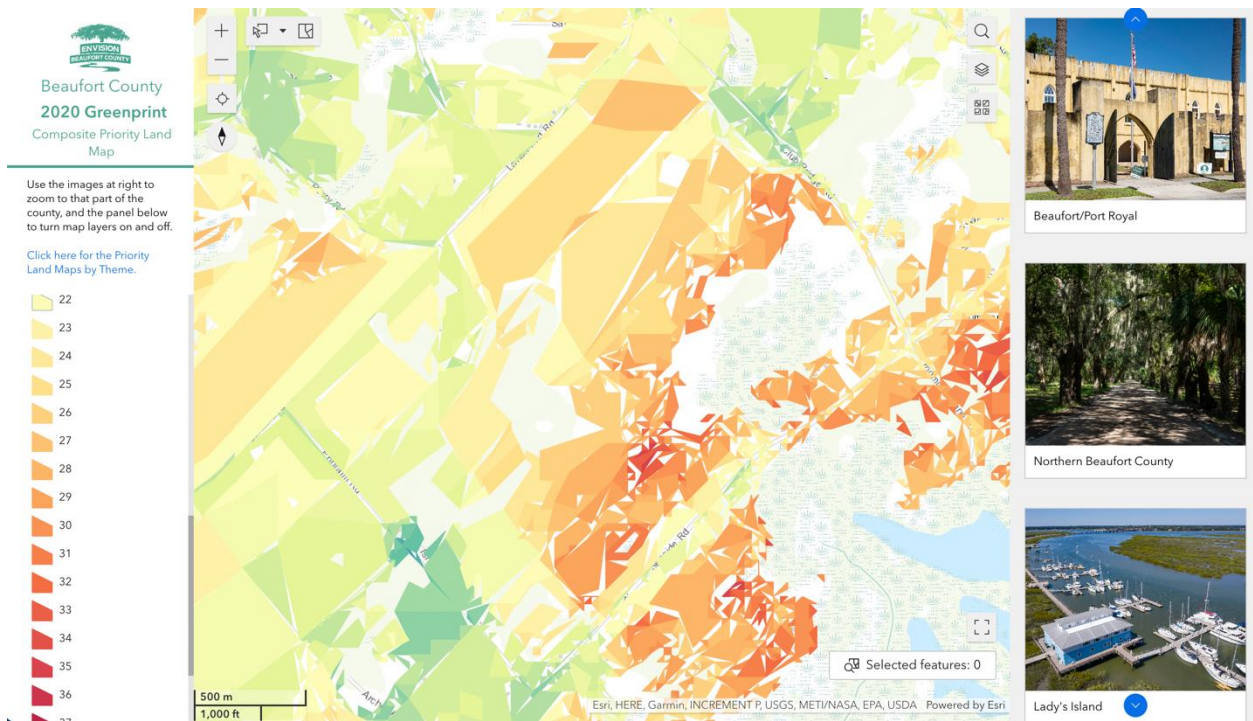 ENVISION
BEAUFORT COUNTY
Beaufort County
2020 Greenprint
Composite Priority Land
Map
Use the images at right to
zoom to that part of the
county, and the panel below
to turn map layers on and off.
Click here for the Priority
Land Maps by Theme.
22
23
24
25
26
27
28
29
30
31
32
33
34
35
36
37
Rd
Rd
Rd
500 m
1,000 ft
Selected features: 0
Esri, HERE, Garmin, INCREMENT P, USGS, METI/NASA, EPA, USDA Powered by Esri
Beaufort/Port Royal
Northern Beaufort County
Lady's Island